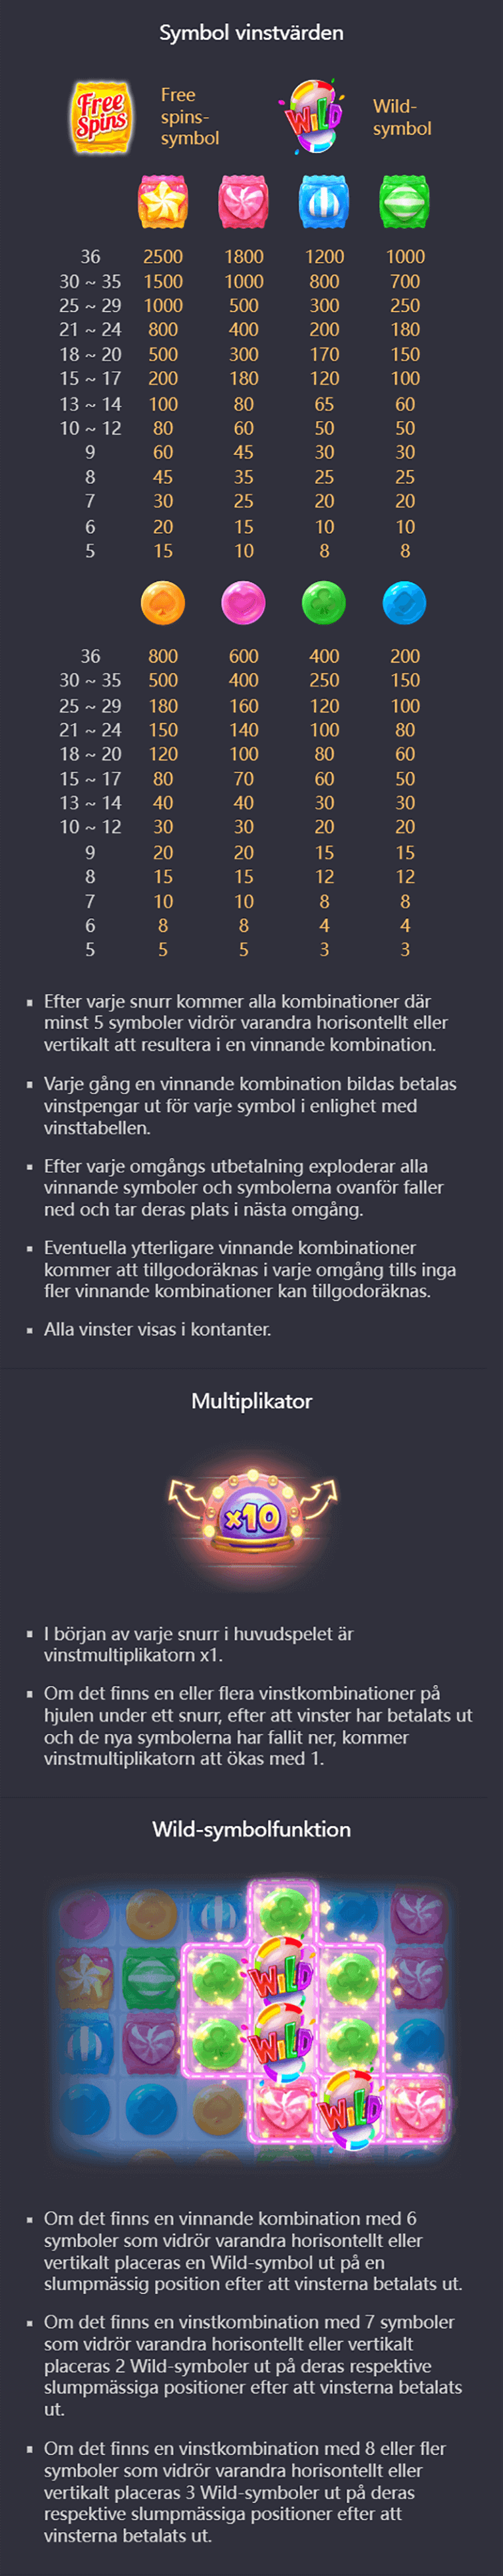 Symbol vinstvärden
Free Spins
Free
spins-
symbol
WILD
Wild-
symbol
36 2500 1800 1200 1000
30 ~ 35 1500 1000 800 700
25 ~ 29 1000 500 300 250
21 ~ 24 800 400 200 180
18 ~ 20 500 300 170 150
15 ~ 17 200 180 120 100
13 ~ 14 100 80 65 60
10 ~ 12 80 60 50 50
9 60 45 30 30
8 45 35 25 25
7 30 25 20 20
6 20 15 10 10
5 15 10 8 8
36 800 600 400 200
30 ~ 35 500 400 250 150
25 ~ 29 180 160 120 100
21 ~ 24 150 140 100 80
18 ~ 20 120 100 80 60
15 ~ 17 80 70 60 50
13 ~ 14 40 40 30 30
10 ~ 12 30 30 20 20
9 20 20 15 15
8 15 15 12 12
7 10 10 8 8
6 8 8 4 4
5 5 5 3 3
▪ Efter varje snurr kommer alla kombinationer där
minst 5 symboler vidrör varandra horisontellt eller
vertikalt att resultera i en vinnande kombination.
▪ Varje gång en vinnande kombination bildas betalas
vinstpengar ut för varje symbol i enlighet med
vinsttabellen.
▪ Efter varje omgångs utbetalning exploderar alla
vinnande symboler och symbolerna ovanför faller
ned och tar deras plats i nästa omgång.
▪ Eventuella ytterligare vinnande kombinationer
kommer att tillgodoräknas i varje omgång tills inga
fler vinnande kombinationer kan tillgodoräknas.
▪ Alla vinster visas i kontanter.
Multiplikator
x10
▪ I början av varje snurr i huvudspelet är
vinstmultiplikatorn x1.
▪ Om det finns en eller flera vinstkombinationer på
hjulen under ett snurr, efter att vinster har betalats ut
och de nya symbolerna har fallit ner, kommer
vinstmultiplikatorn att ökas med 1.
Wild-symbolfunktion
WILD
WILD
WILD
▪ Om det finns en vinnande kombination med 6
symboler som vidrör varandra horisontellt eller
vertikalt placeras en Wild-symbol ut på en
slumpmässig position efter att vinsterna betalats ut.
▪ Om det finns en vinstkombination med 7 symboler
som vidrör varandra horisontellt eller vertikalt
placeras 2 Wild-symboler ut på deras respektive
slumpmässiga positioner efter att vinsterna betalats
ut.
▪ Om det finns en vinstkombination med 8 eller fler
symboler som vidrör varandra horisontellt eller
vertikalt placeras 3 Wild-symboler ut på deras
respektive slumpmässiga positioner efter att
vinsterna betalats ut.